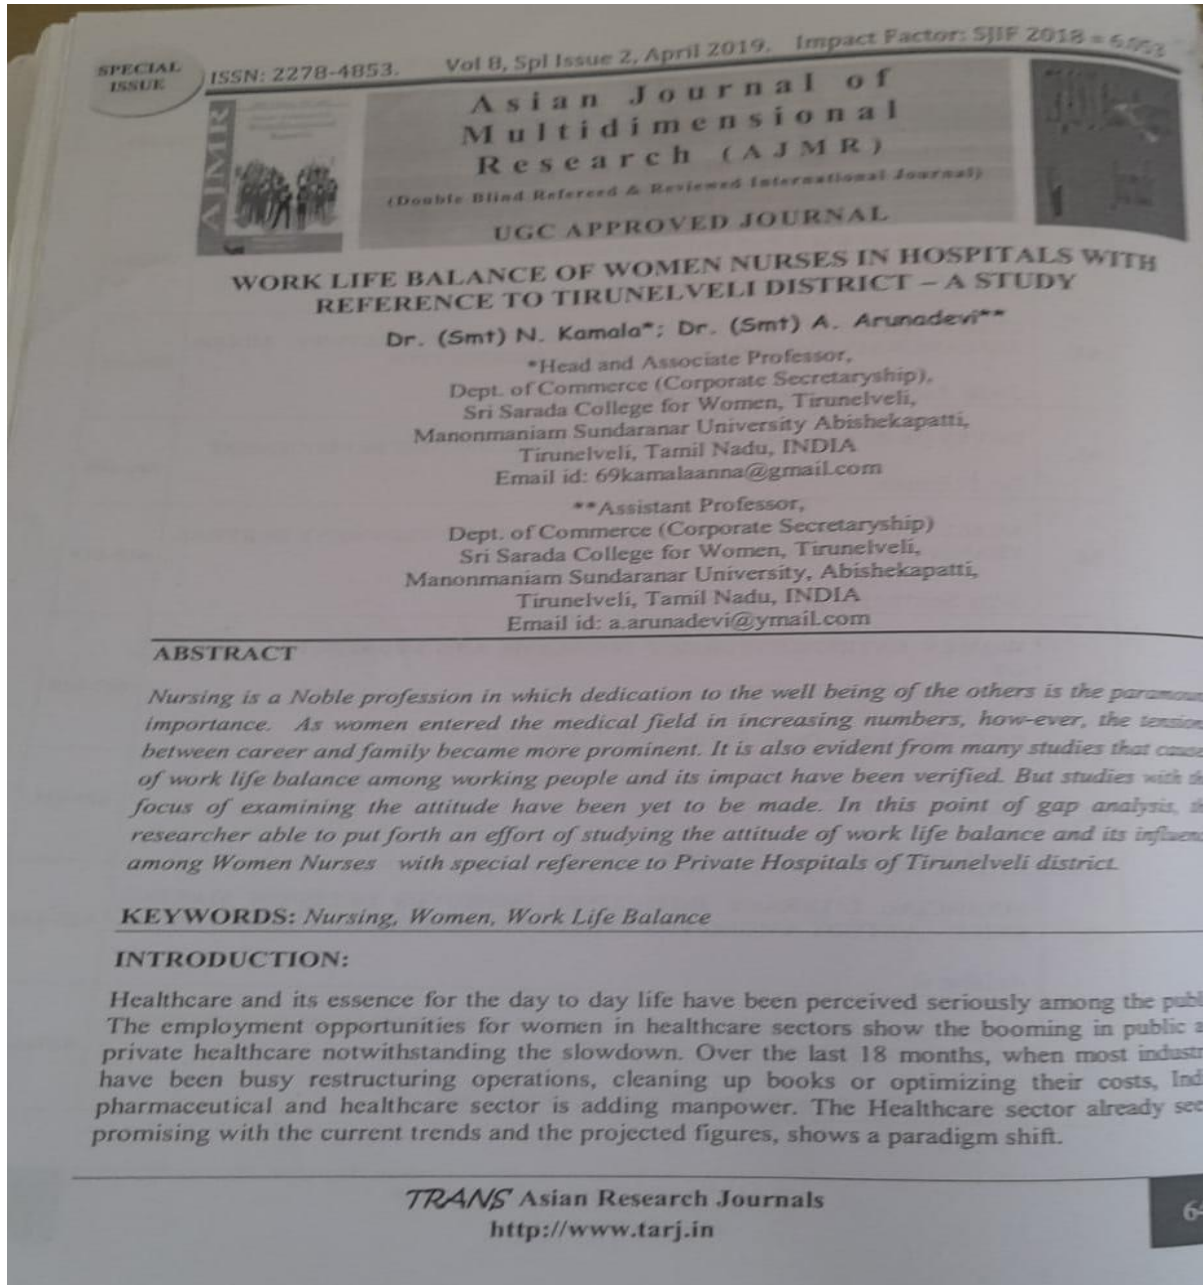 SPECIAL
ISSUE
ISSN: 2278-4853. Vol 8, Spl Issue 2, April 2019. Impact Factor: SJIF 2018 = 6.053
AJMR
Asian Journal of
Multidimensional
Research (AJMR)
(Double Blind Refereed & Reviewed International Journal)
UGC APPROVED JOURNAL
WORK LIFE BALANCE OF WOMEN NURSES IN HOSPITALS WITH
REFERENCE TO TIRUNELVELI DISTRICT – A STUDY
Dr. (Smt) N. Kamala*; Dr. (Smt) A. Arunadevi**
*Head and Associate Professor,
Dept. of Commerce (Corporate Secretaryship),
Sri Sarada College for Women, Tirunelveli,
Manonmaniam Sundaranar University Abishekapatti,
Tirunelveli, Tamil Nadu, INDIA
Email id: 69kamalaanna@gmail.com
**Assistant Professor,
Dept. of Commerce (Corporate Secretaryship)
Sri Sarada College for Women, Tirunelveli,
Manonmaniam Sundaranar University, Abishekapatti,
Tirunelveli, Tamil Nadu, INDIA
Email id: a.arunadevi@ymail.com
ABSTRACT
Nursing is a Noble profession in which dedication to the well being of the others is the
importance. As women entered the medical field in increasing numbers, how-ever, the
between career and family became more prominent. It is also evident from many studies that
of work life balance among working people and its impact have been verified. But studies with
focus of examining the attitude have been yet to be made. In this point of gap analysis,
researcher able to put forth an effort of studying the attitude of work life balance and its
among Women Nurses with special reference to Private Hospitals of Tirunelveli district.
KEYWORDS: Nursing, Women, Work Life Balance
INTRODUCTION:
Healthcare and its essence for the day to day life have been perceived seriously among the
The employment opportunities for women in healthcare sectors show the booming in public
private healthcare notwithstanding the slowdown. Over the last 18 months, when most
have been busy restructuring operations, cleaning up books or optimizing their costs,
pharmaceutical and healthcare sector is adding manpower. The Healthcare sector already
promising with the current trends and the projected figures, shows a paradigm shift.
TRANS Asian Research Journals
http://www.tarj.in